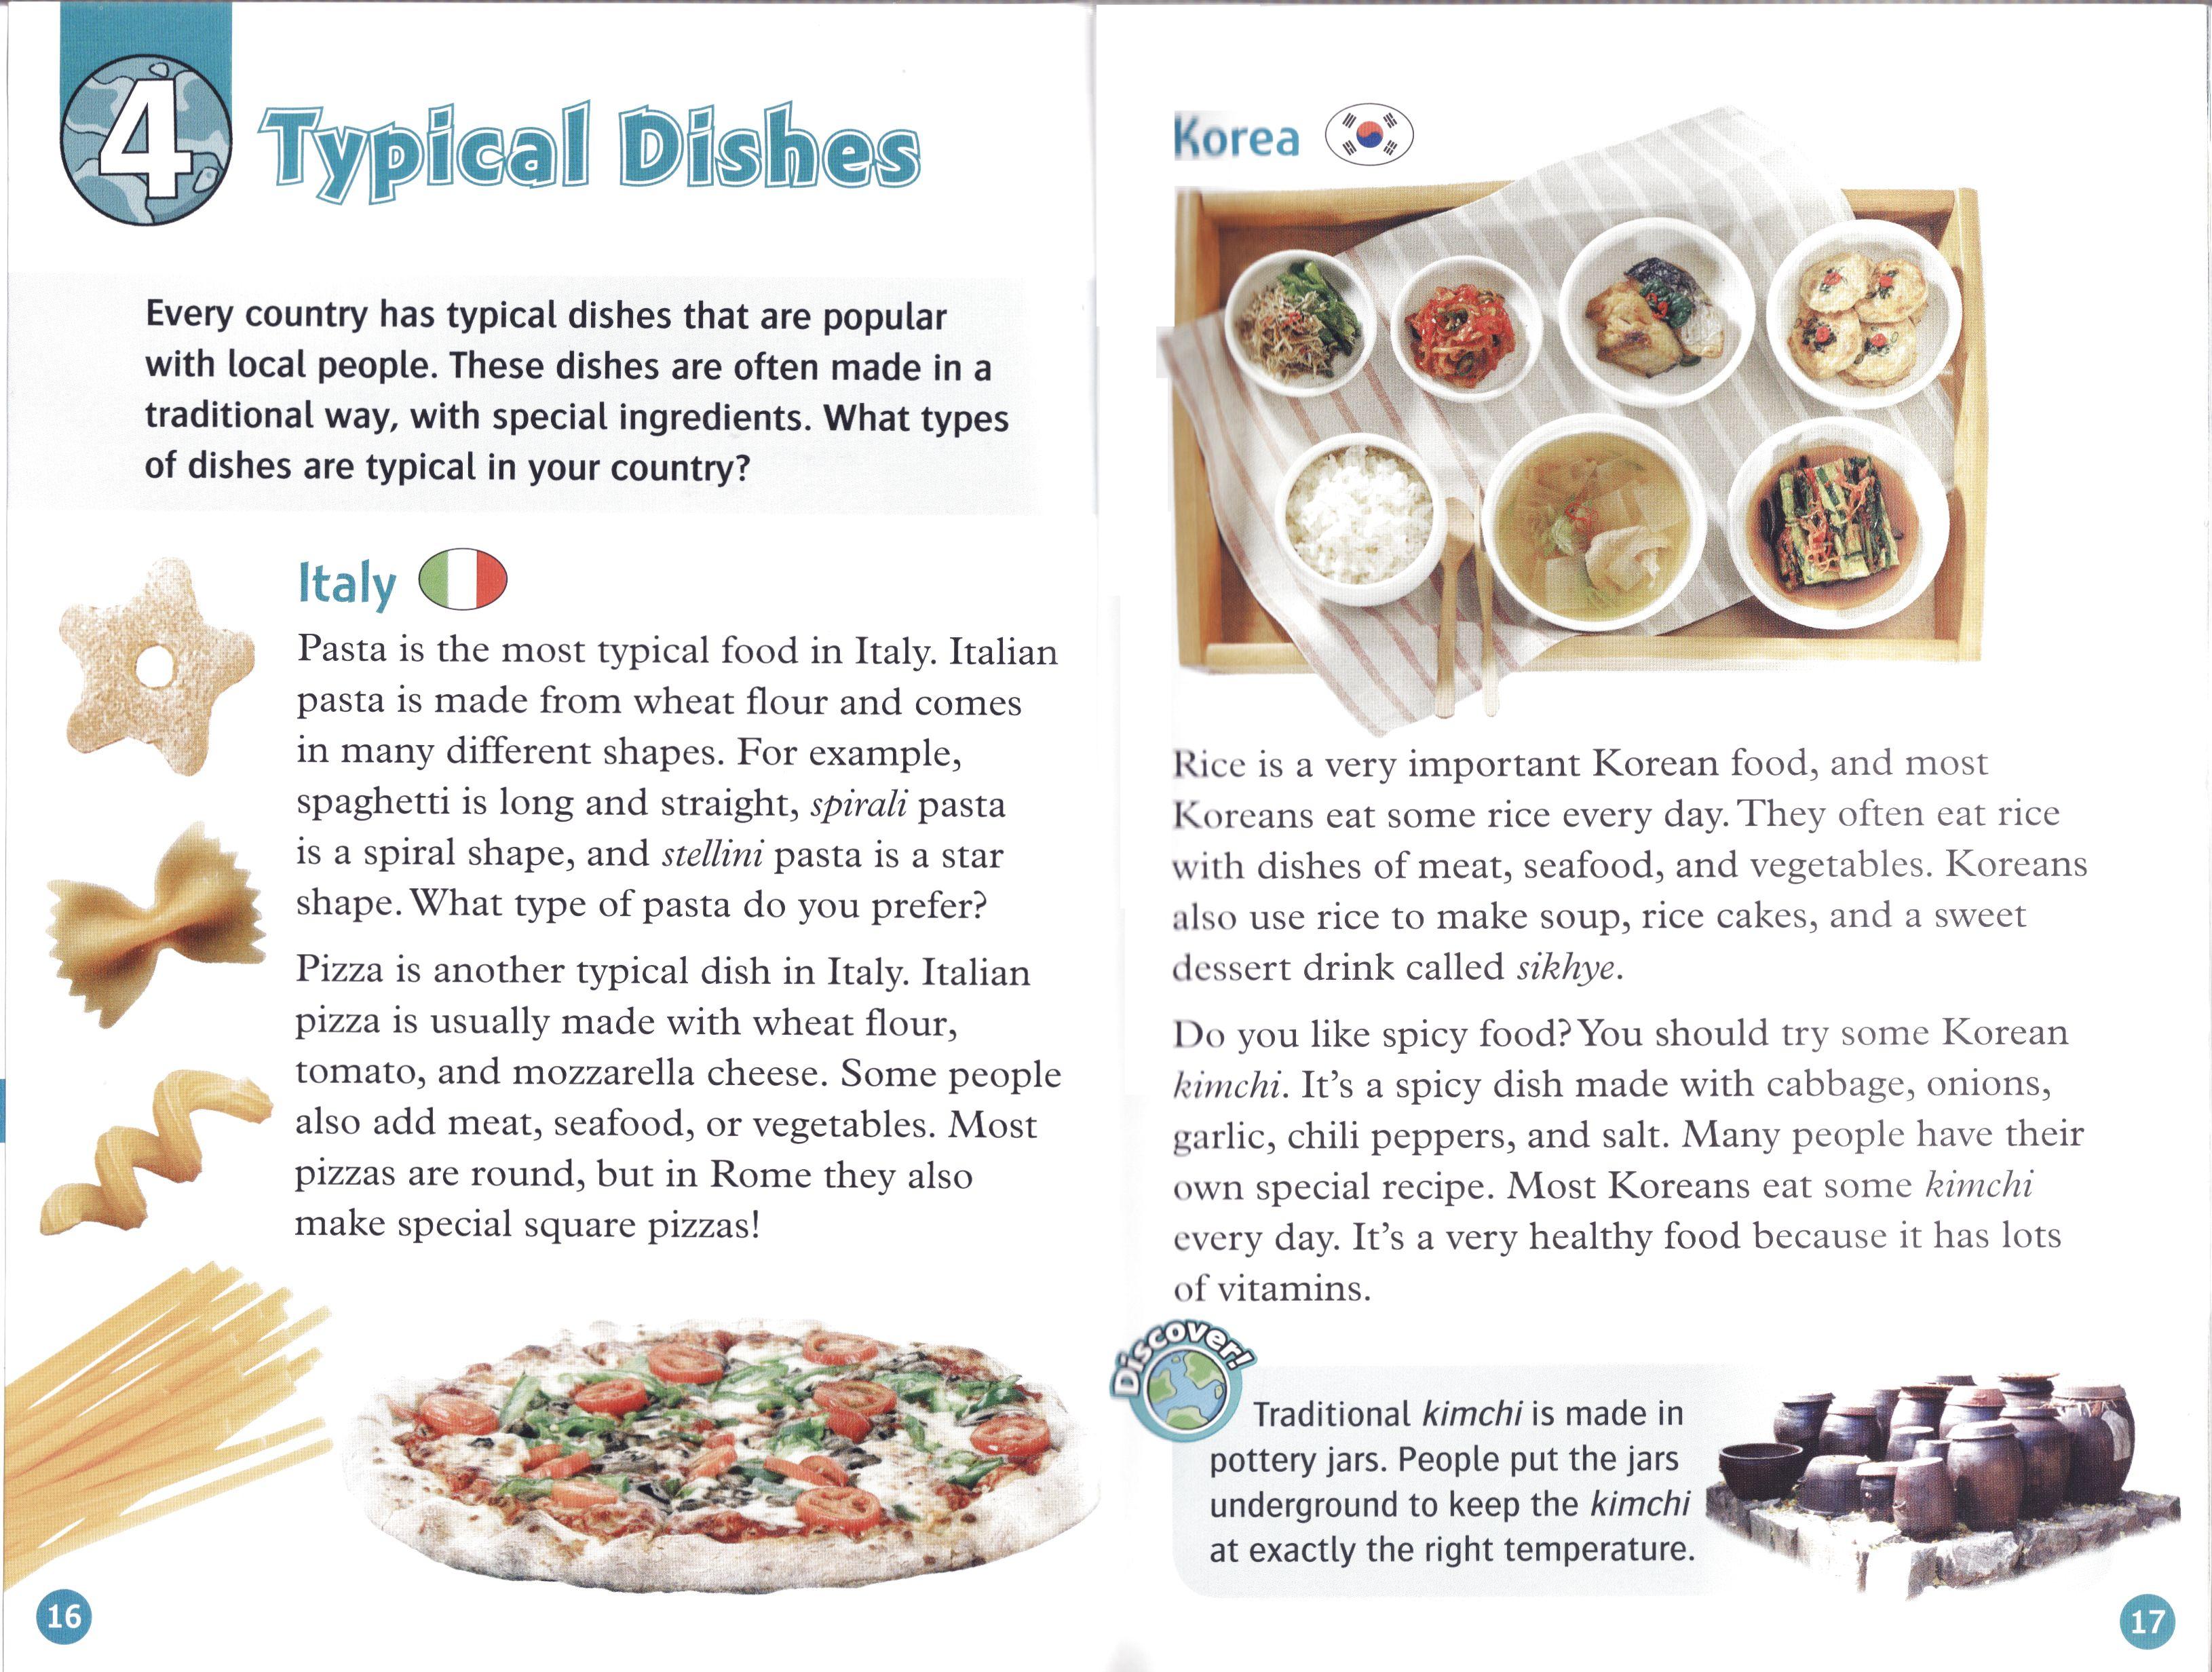 4
Typical Dishes
Every country has typical dishes that are popular
with local people. These dishes are often made in a
traditional way, with special ingredients. What types
of dishes are typical in your country?
Italy
Pasta is the most typical food in Italy. Italian
pasta is made from wheat flour and comes
in many different shapes. For example,
spaghetti is long and straight, spirali pasta
is a spiral shape, and stellini pasta is a star
shape. What type of pasta do you prefer?
Pizza is another typical dish in Italy. Italian
pizza is usually made with wheat flour,
tomato, and mozzarella cheese. Some people
also add meat, seafood, or vegetables. Most
pizzas are round, but in Rome they also
make special square pizzas!
16
Korea
Rice is a very important Korean food, and most
Koreans eat some rice every day. They often eat rice
with dishes of meat, seafood, and vegetables. Koreans
also use rice to make soup, rice cakes, and a sweet
dessert drink called sikhye.
Do you like spicy food? You should try some Korean
kimchi. It's a spicy dish made with cabbage, onions,
garlic, chili peppers, and salt. Many people have their
own special recipe. Most Koreans eat some kimchi
every day. It's a very healthy food because it has lots
of vitamins.
Discover!
Traditional kimchi is made in
pottery jars. People put the jars
underground to keep the kimchi
at exactly the right temperature.
17